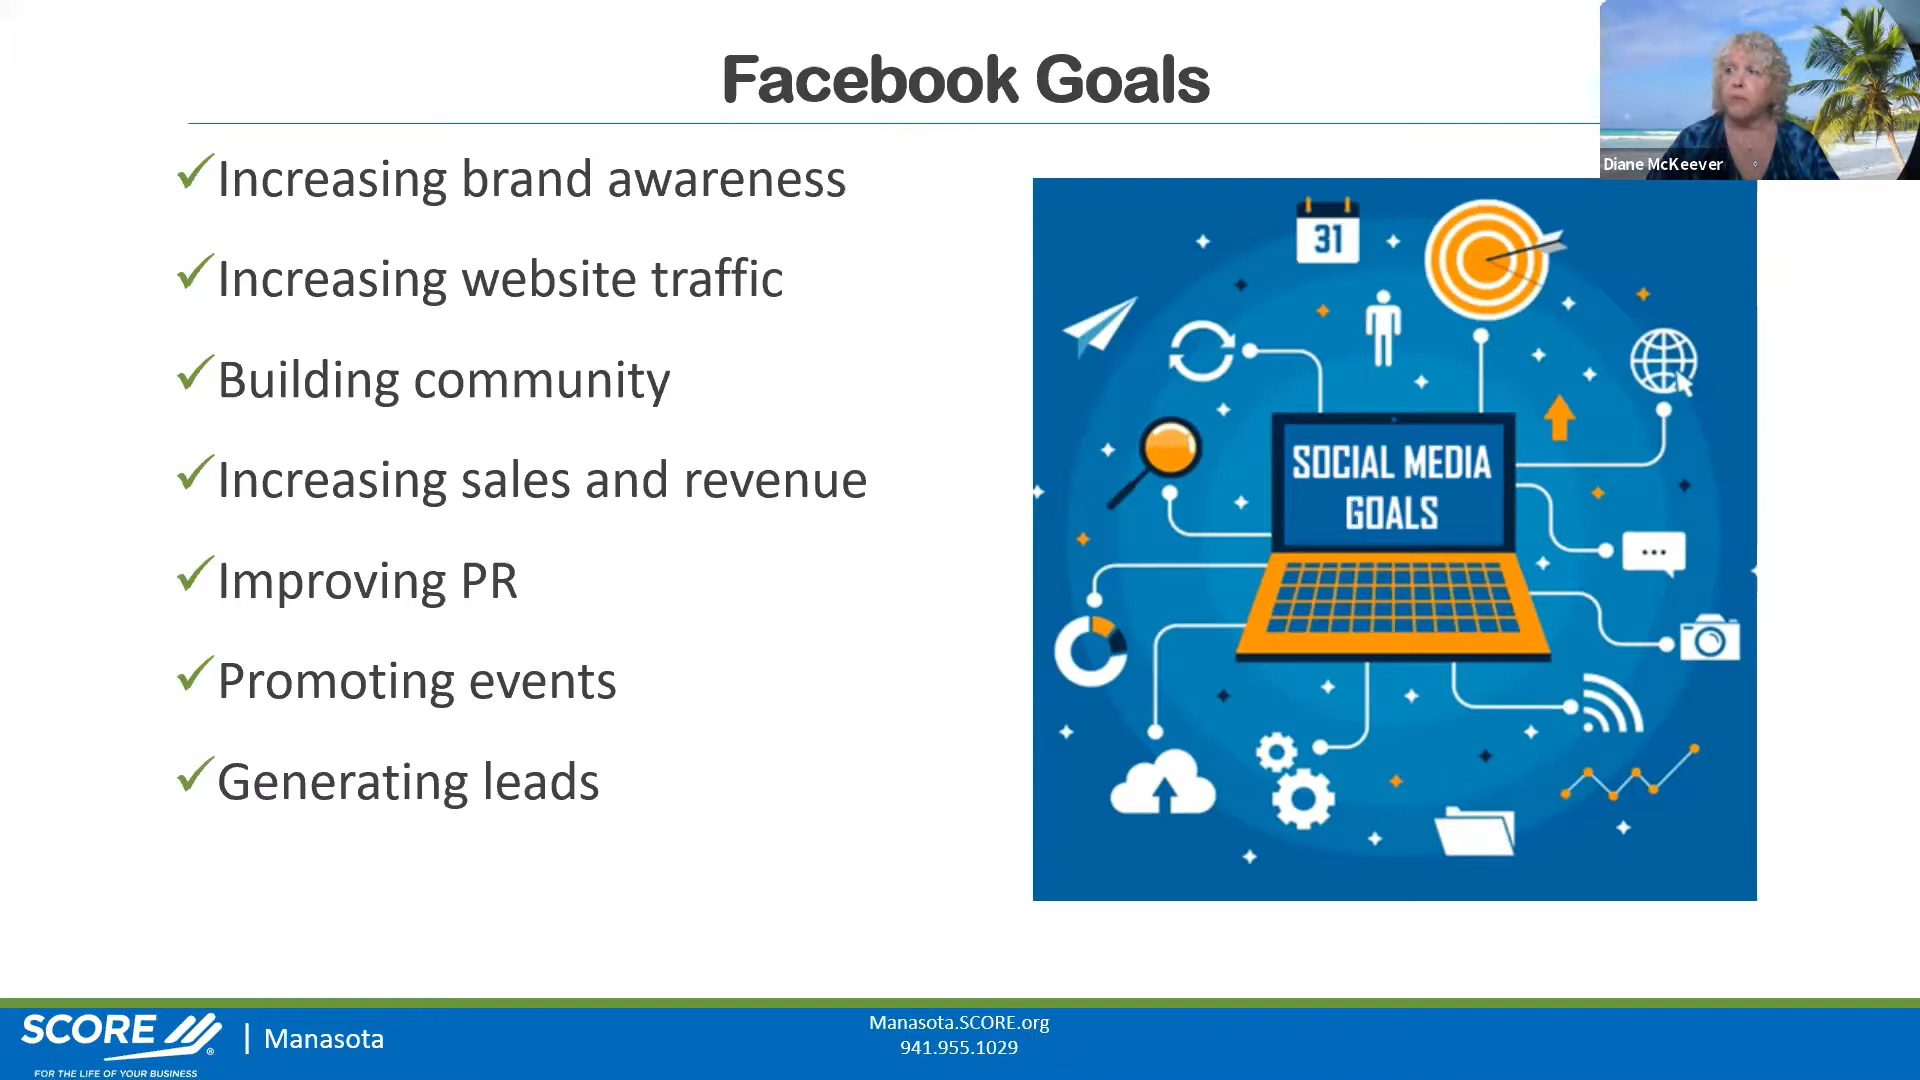 Facebook Goals
Diane McKeever
Increasing brand awareness
Increasing website traffic
Building community
Increasing sales and revenue
Improving PR
Promoting events
Generating leads
31
SOCIAL MEDIA
GOALS
SCORE ®
FOR THE LIFE OF YOUR BUSINESS
| Manasota
Manasota.SCORE.org
941.955.1029